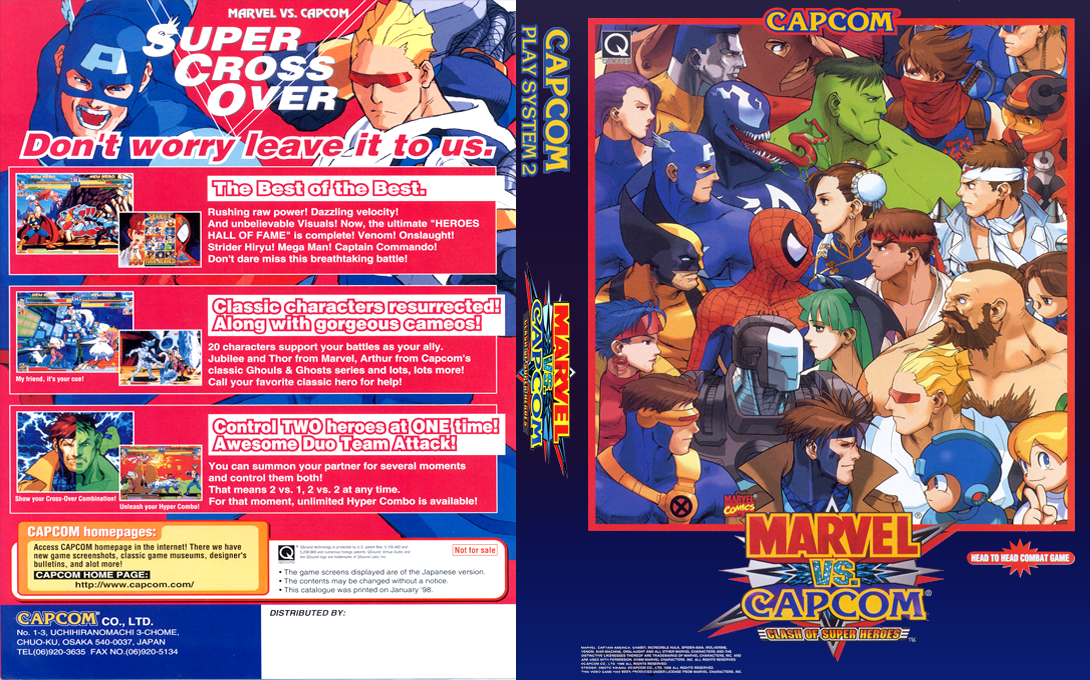 MARVEL VS. CAPCOM
SUPER
CROSS
OVER
Don't worry leave it to us.
The Best of the Best.
Rushing raw power! Dazzling velocity!
And unbelievable Visuals! Now, the ultimate "HEROES
HALL OF FAME" is complete! Venom! Onslaught!
Strider Hiryu! Mega Man! Captain Commando!
Don't dare miss this breathtaking battle!
Classic characters resurrected!
Along with gorgeous cameos!
20 characters support your battles as your ally.
Jubilee and Thor from Marvel, Arthur from Capcom's
classic Ghouls & Ghosts series and lots, lots more!
Call your favorite classic hero for help!
My friend, it's your cue!
Control TWO heroes at ONE time!
Awesome Duo Team Attack!
You can summon your partner for several moments
and control them both!
That means 2 vs. 1, 2 vs. 2 at any time.
For that moment, unlimited Hyper Combo is available!
Show your Cross-Over Combination!
Unleash your Hyper Combo!
CAPCOM homepages:
Access CAPCOM homepage in the internet! There we have
new game screenshots, classic game museums, designer's
bulletins, and alot more!
CAPCOM HOME PAGE:
http://www.capcom.com/
Q
Not for sale
• The game screens displayed are of the Japanese version.
• The contents may be changed without a notice.
• This catalogue was printed on January '98.
CAPCOM® CO., LTD.
No. 1-3, UCHIHIRANOMACHI 3-CHOME,
CHUO-KU, OSAKA 540-0037, JAPAN
TEL(06)920-3635 FAX NO.(06)920-5134
DISTRIBUTED BY:
CAPCOM
PLAY SYSTEM 2
MARVEL
VS.
CAPCOM
CLASH OF SUPER HEROES
CAPCOM
Q
A
C
X
MARVEL
COMICS
MARVEL®
VS.
CAPCOM®
CLASH OF SUPER HEROES™
HEAD TO HEAD COMBAT GAME